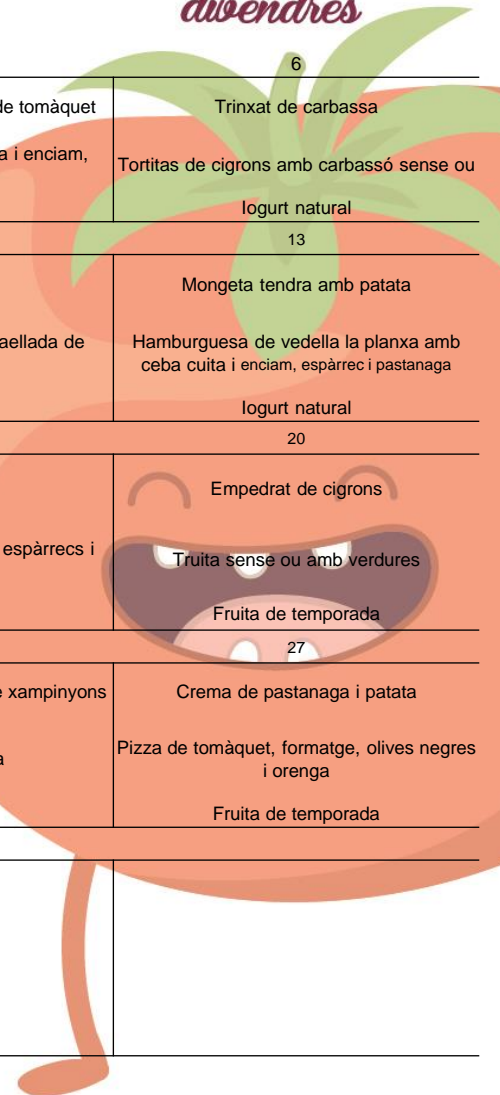 divendres
6
de tomàquet
Trinxat de carbassa
a i enciam,
Tortitas de cigrons amb carbassó sense ou
Iogurt natural
13
Mongeta tendra amb patata
aellada de
Hamburguesa de vedella la planxa amb
ceba cuita i enciam, espàrrec i pastanaga
Iogurt natural
20
Empedrat de cigrons
espàrrecs i
Truita sense ou amb verdures
Fruita de temporada
27
e xampinyons
Crema de pastanaga i patata
a
Pizza de tomàquet, formatge, olives negres
i orenga
Fruita de temporada